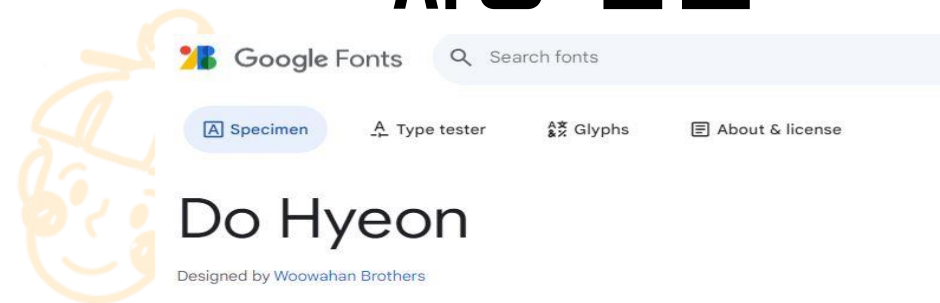 Google Fonts
Search fonts
Specimen
Type tester
Glyphs
About & license
Do Hyeon
Designed by Woowahan Brothers